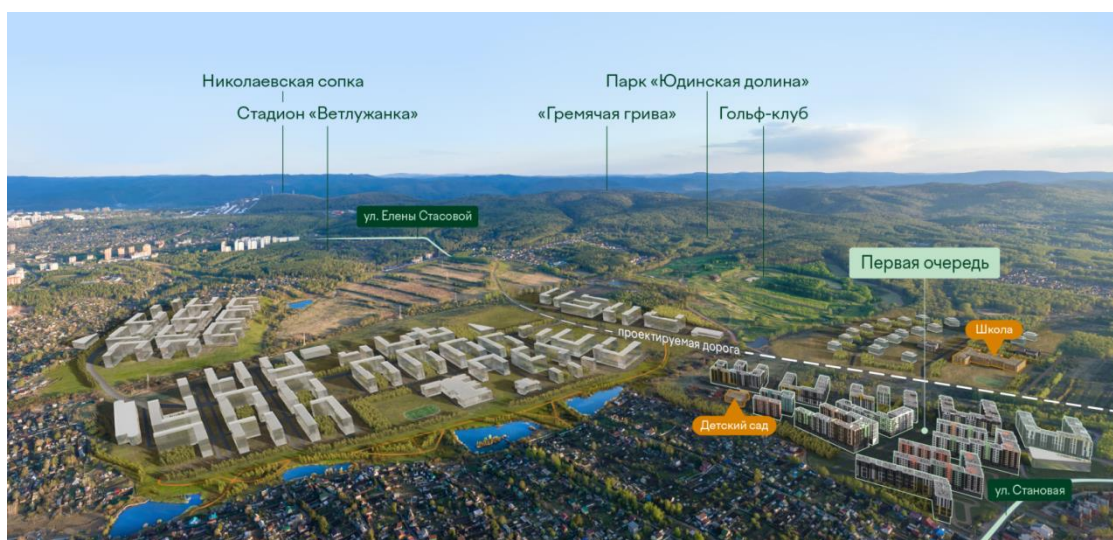 Николаевская сопка
Парк «Юдинская долина»
Стадион «Ветлужанка»
«Гремячая грива»
Гольф-клуб
ул. Елены Стасовой
Первая очередь
проектируемая дорога
Школа
Детский сад
ул. Становая